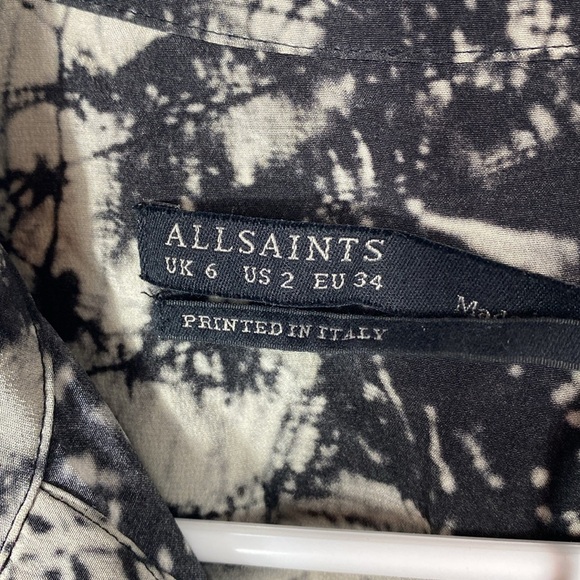 ALLSAINTS
UK 6 US 2 EU 34
PRINTED IN ITALY